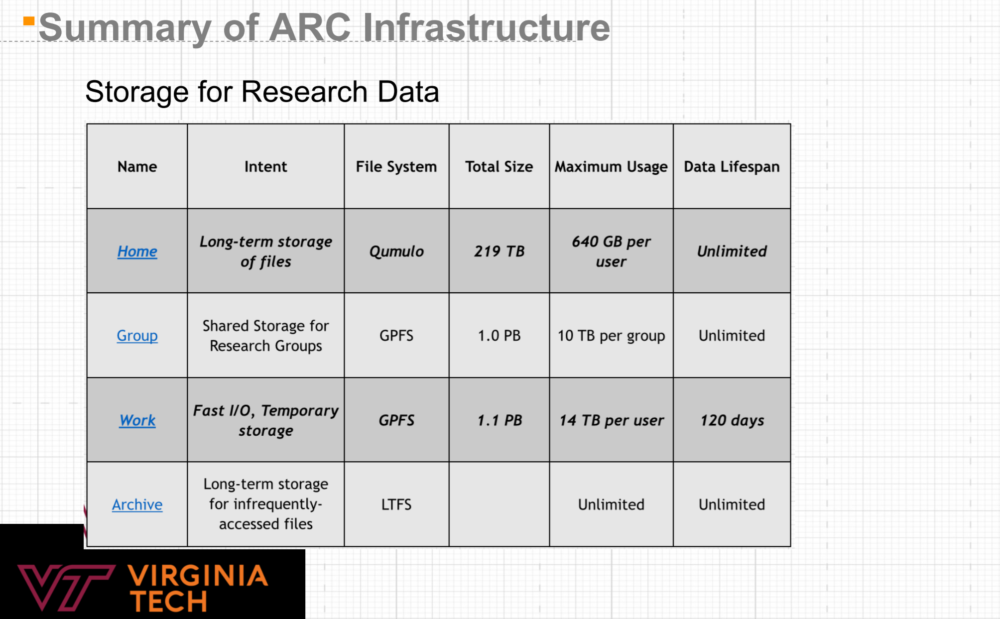 Summary of ARC Infrastructure
Storage for Research Data
Name Intent File System Total Size Maximum Usage Data Lifespan
Home Long-term storage of files Qumulo 219 TB 640 GB per user Unlimited
Group Shared Storage for Research Groups GPFS 1.0 PB 10 TB per group Unlimited
Work Fast I/O, Temporary storage GPFS 1.1 PB 14 TB per user 120 days
Archive Long-term storage for infrequently-accessed files LTFS Unlimited Unlimited
VT VIRGINIA
TECH